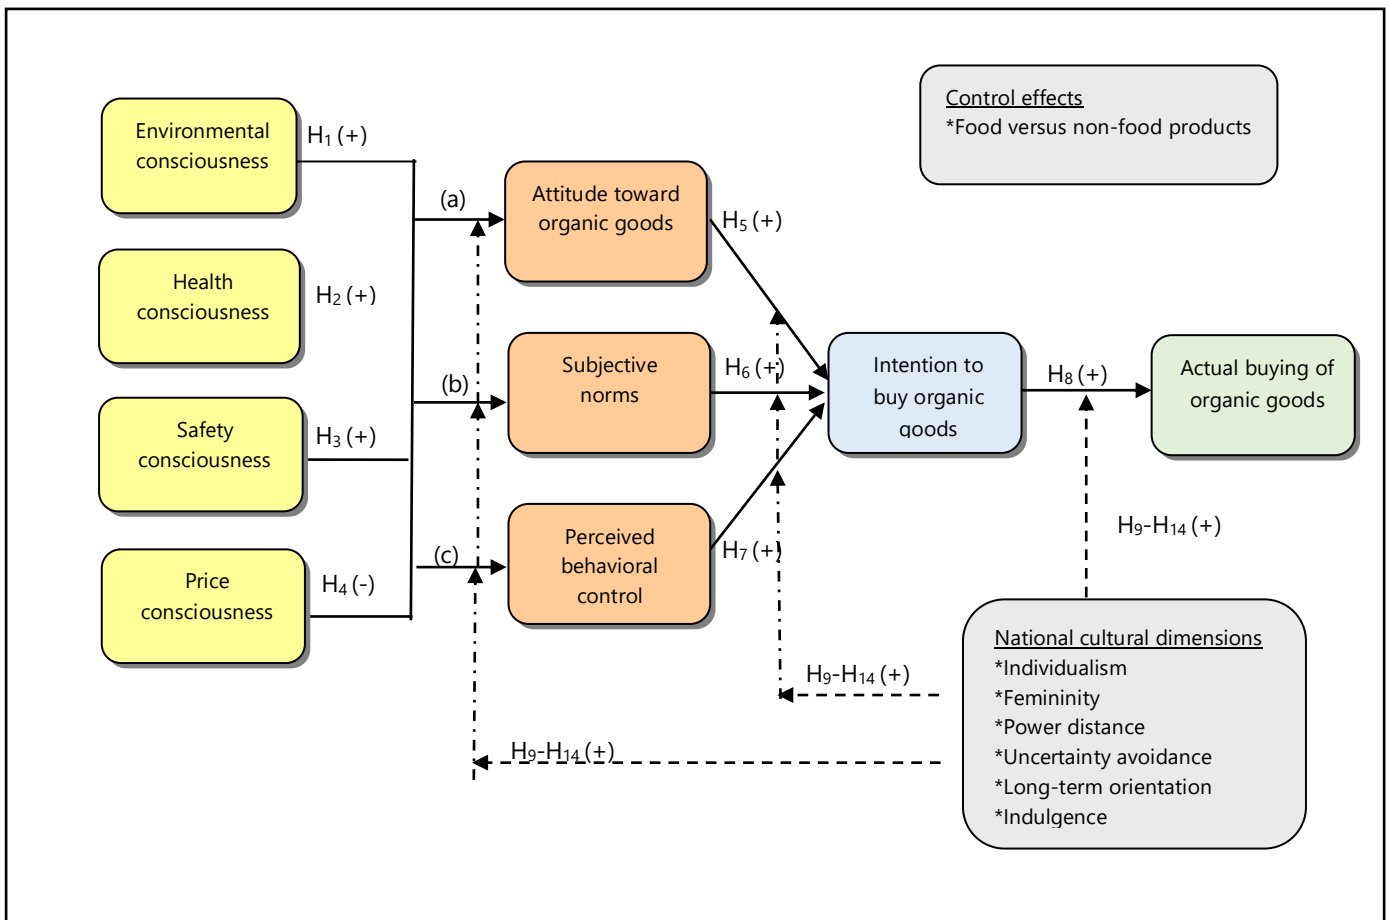 Control effects
*Food versus non-food products
Environmental
consciousness
H₁ (+)
(a)
Attitude toward
organic goods
H₅ (+)
Health
consciousness
H₂ (+)
(b)
Subjective
norms
H₆ (+)
Intention to
buy organic
goods
H₈ (+)
Actual buying of
organic goods
Safety
consciousness
H₃ (+)
(c)
Perceived
behavioral
control
H₇ (+)
Price
consciousness
H₄ (-)
H₉-H₁₄ (+)
H₉-H₁₄ (+)
H₉-H₁₄ (+)
National cultural dimensions
*Individualism
*Femininity
*Power distance
*Uncertainty avoidance
*Long-term orientation
*Indulgence